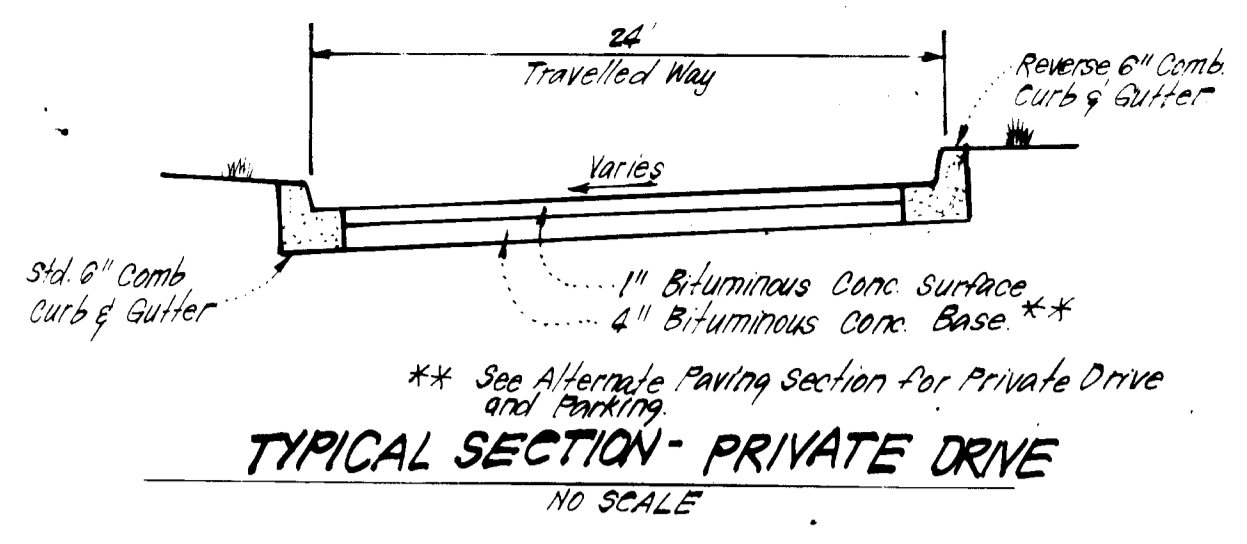 24'
Travelled Way
Reverse 6" Comb.
Curb & Gutter
Varies
Std. 6" Comb
Curb & Gutter
1" Bituminous Conc. Surface
4" Bituminous Conc. Base. **
** See Alternate Paving Section for Private Drive
and Parking.
TYPICAL SECTION - PRIVATE DRIVE
NO SCALE